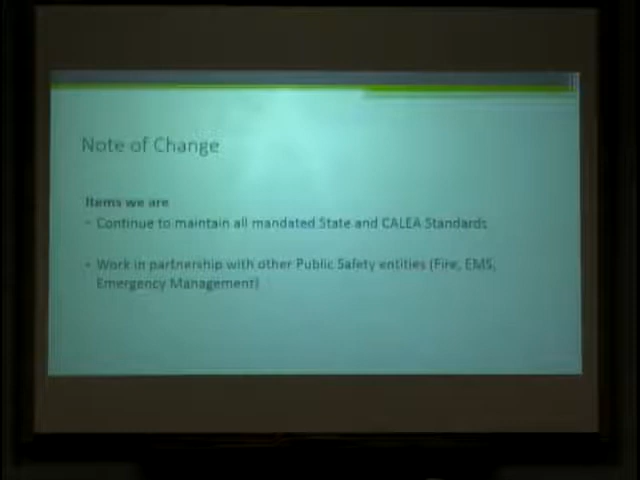 Note of Change
Items we are
- Continue to maintain all mandated State and CALEA Standards
- Work in partnership with other Public Safety entities (Fire, EMS,
Emergency Management)